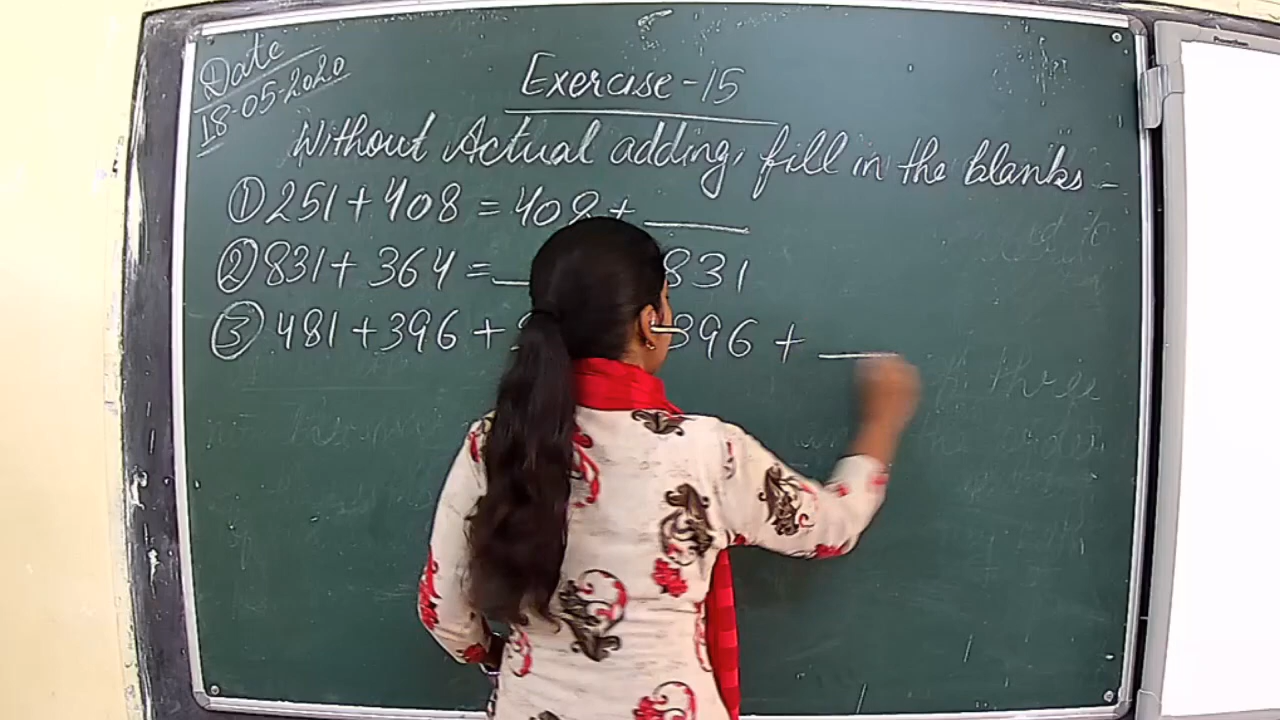 Date
18-05-2020
Exercise-15
Without Actual adding, fill in the blanks -
① 251 + 408 = 408 + ____
② 831 + 364 = ____ 831
③ 481 + 396 + 396 + ____